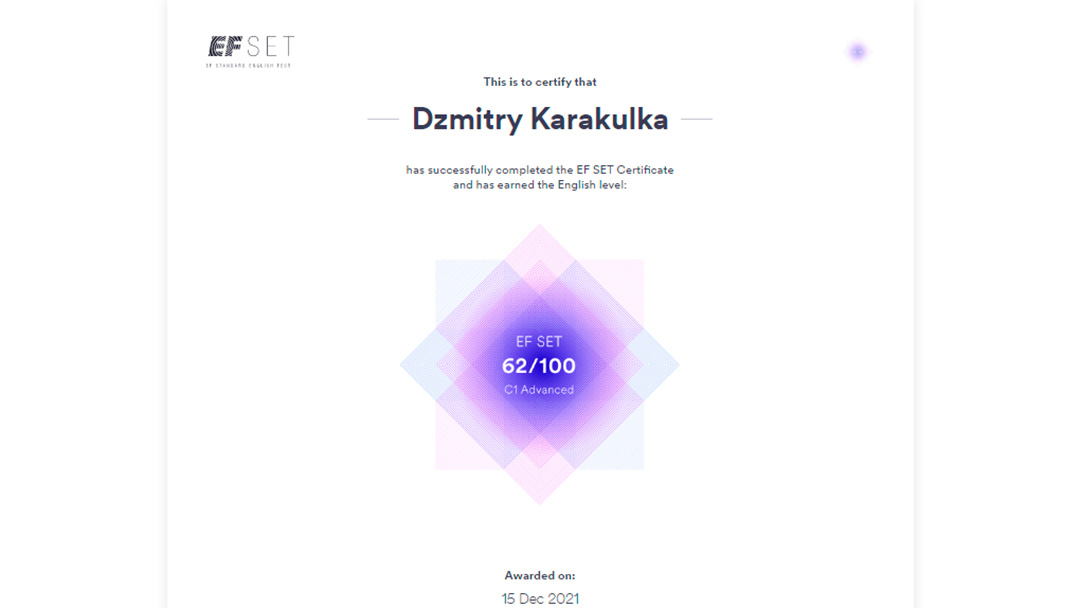 EF SET
EF STANDARD ENGLISH TEST
This is to certify that
Dzmitry Karakulka
has successfully completed the EF SET Certificate
and has earned the English level:
EF SET
62/100
C1 Advanced
Awarded on:
15 Dec 2021